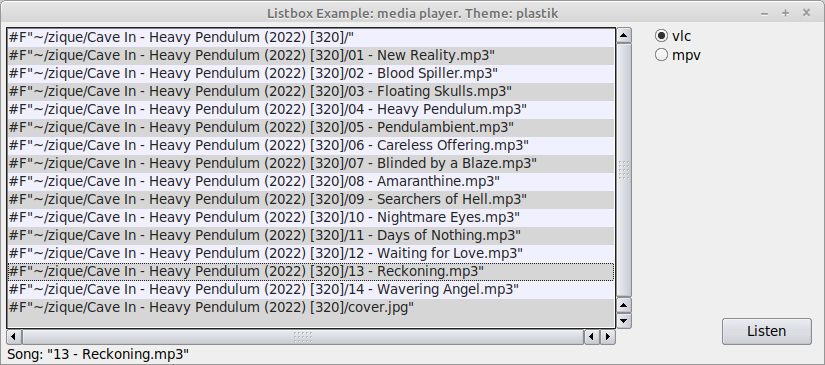 Listbox Example: media player. Theme: plastik
#F"~/zique/Cave In - Heavy Pendulum (2022) [320]/"
#F"~/zique/Cave In - Heavy Pendulum (2022) [320]/01 - New Reality.mp3"
#F"~/zique/Cave In - Heavy Pendulum (2022) [320]/02 - Blood Spiller.mp3"
#F"~/zique/Cave In - Heavy Pendulum (2022) [320]/03 - Floating Skulls.mp3"
#F"~/zique/Cave In - Heavy Pendulum (2022) [320]/04 - Heavy Pendulum.mp3"
#F"~/zique/Cave In - Heavy Pendulum (2022) [320]/05 - Pendulambient.mp3"
#F"~/zique/Cave In - Heavy Pendulum (2022) [320]/06 - Careless Offering.mp3"
#F"~/zique/Cave In - Heavy Pendulum (2022) [320]/07 - Blinded by a Blaze.mp3"
#F"~/zique/Cave In - Heavy Pendulum (2022) [320]/08 - Amaranthine.mp3"
#F"~/zique/Cave In - Heavy Pendulum (2022) [320]/09 - Searchers of Hell.mp3"
#F"~/zique/Cave In - Heavy Pendulum (2022) [320]/10 - Nightmare Eyes.mp3"
#F"~/zique/Cave In - Heavy Pendulum (2022) [320]/11 - Days of Nothing.mp3"
#F"~/zique/Cave In - Heavy Pendulum (2022) [320]/12 - Waiting for Love.mp3"
#F"~/zique/Cave In - Heavy Pendulum (2022) [320]/13 - Reckoning.mp3"
#F"~/zique/Cave In - Heavy Pendulum (2022) [320]/14 - Wavering Angel.mp3"
#F"~/zique/Cave In - Heavy Pendulum (2022) [320]/cover.jpg"
vlc
mpv
Listen
Song: "13 - Reckoning.mp3"